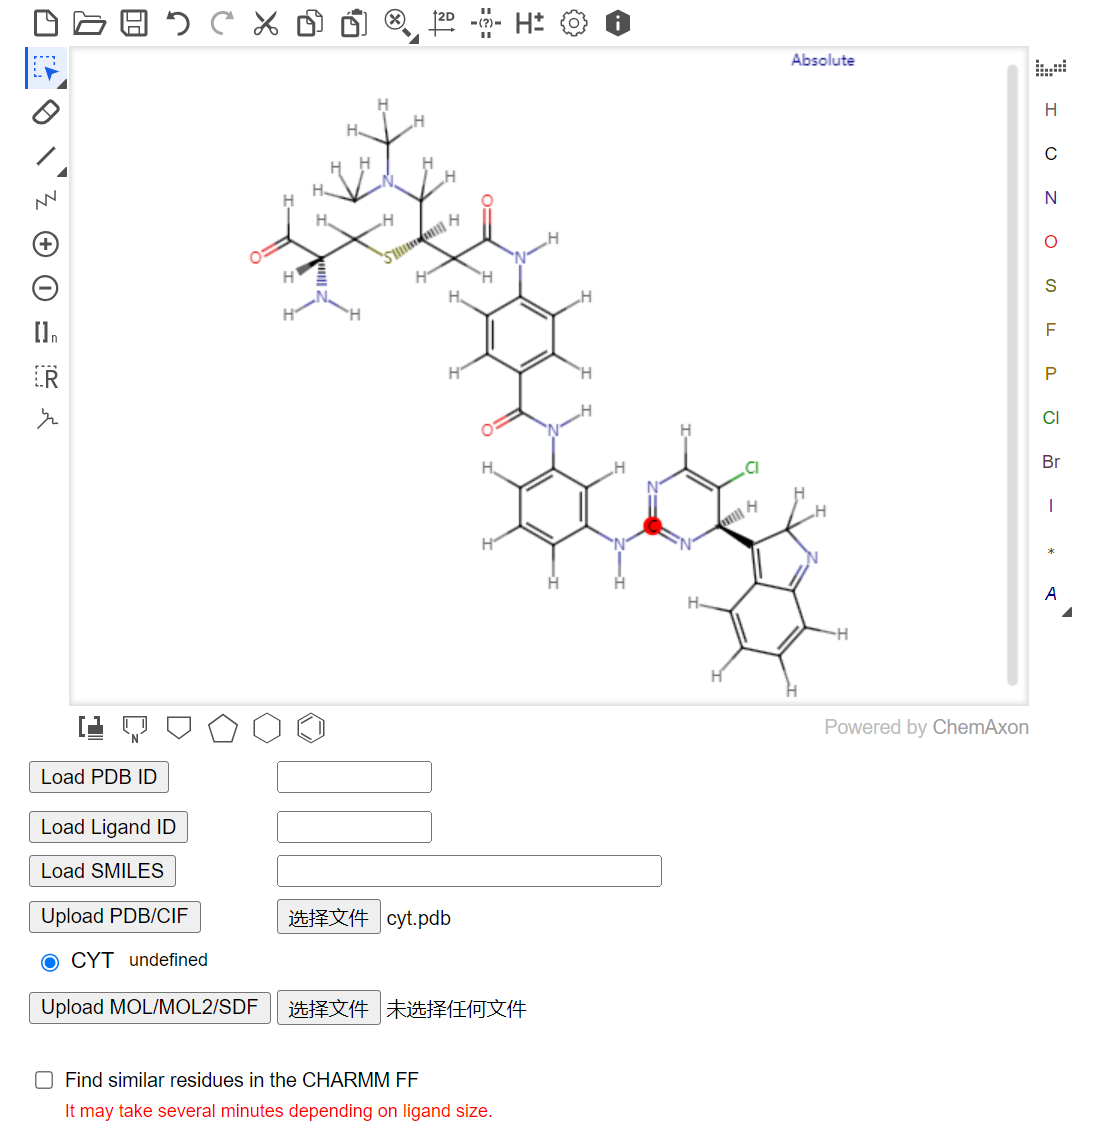 2D
(?)
H±
Absolute
H
H
H
H
H
H
N
H
H
H
O
H
H
H
H
O
S
N
H
H
H
H
N
H
H
H
H
H
H
H
O
N
H
H
H
N
Cl
H
H
H
C
H
N
N
N
H
H
H
H
H
H
H
C
N
O
S
F
P
Cl
Br
I
*
A
n
R
N
Powered by ChemAxon
Load PDB ID
Load Ligand ID
Load SMILES
Upload PDB/CIF 选择文件 cyt.pdb
CYT undefined
Upload MOL/MOL2/SDF 选择文件 未选择任何文件
Find similar residues in the CHARMM FF
It may take several minutes depending on ligand size.